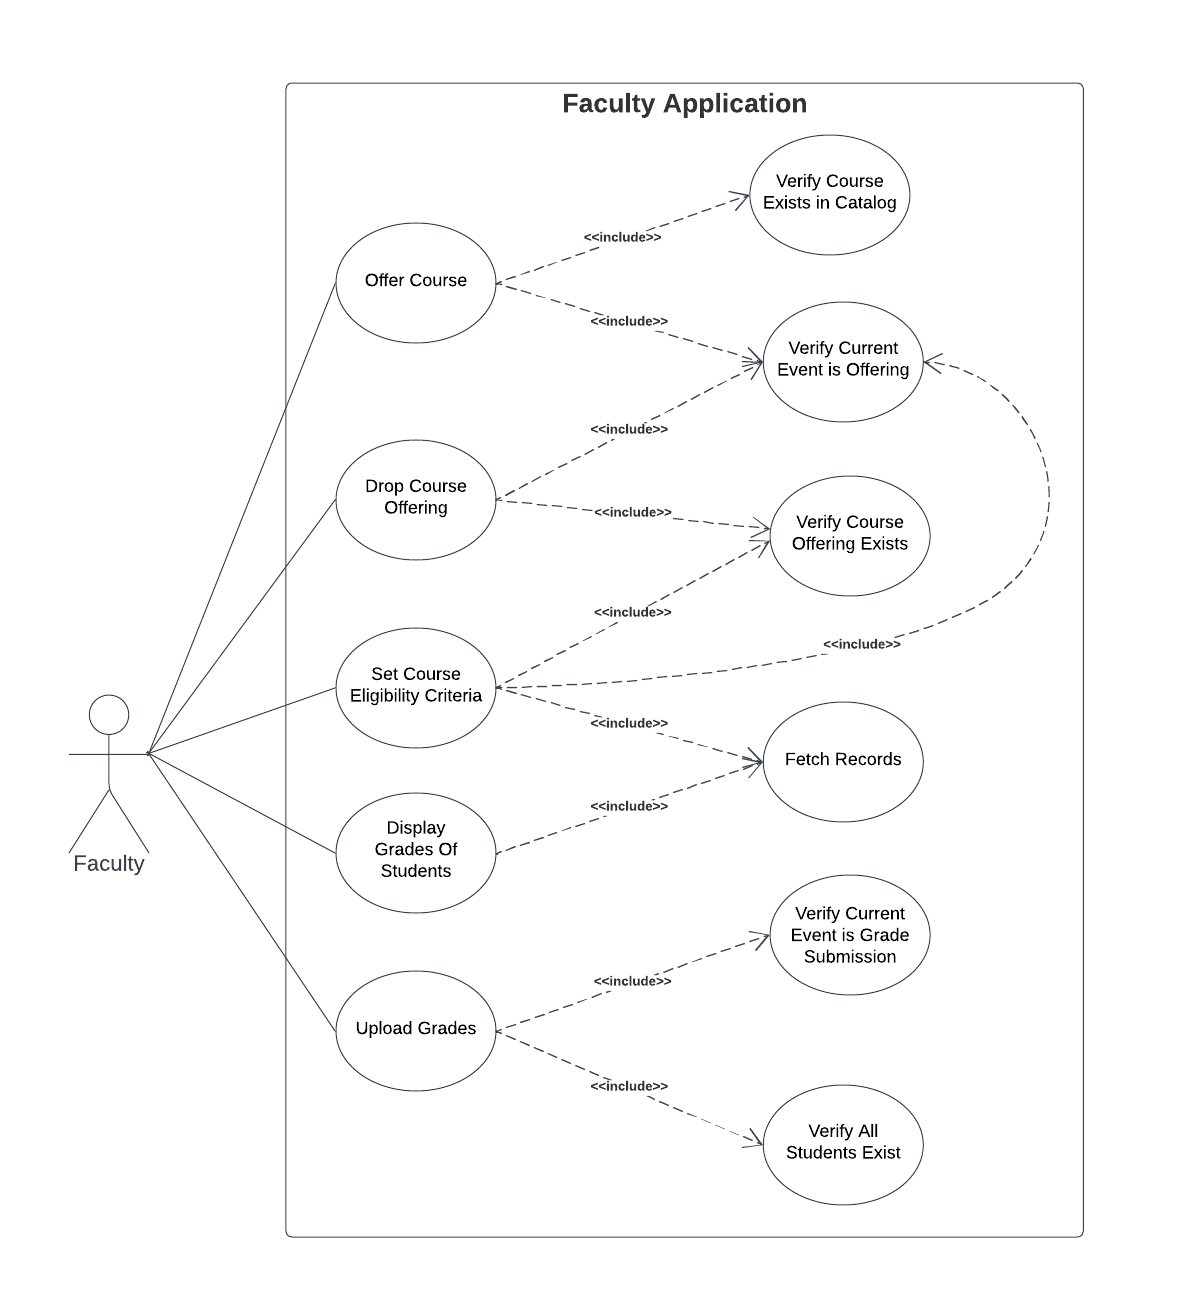 Faculty Application
Verify Course
Exists in Catalog
<<include>>
Offer Course
<<include>>
Verify Current
Event is Offering
<<include>>
Drop Course
Offering
<<include>>
Verify Course
Offering Exists
<<include>>
<<include>>
Set Course
Eligibility Criteria
<<include>>
Fetch Records
<<include>>
Display
Grades Of
Students
Faculty
Verify Current
Event is Grade
Submission
<<include>>
Upload Grades
<<include>>
Verify All
Students Exist